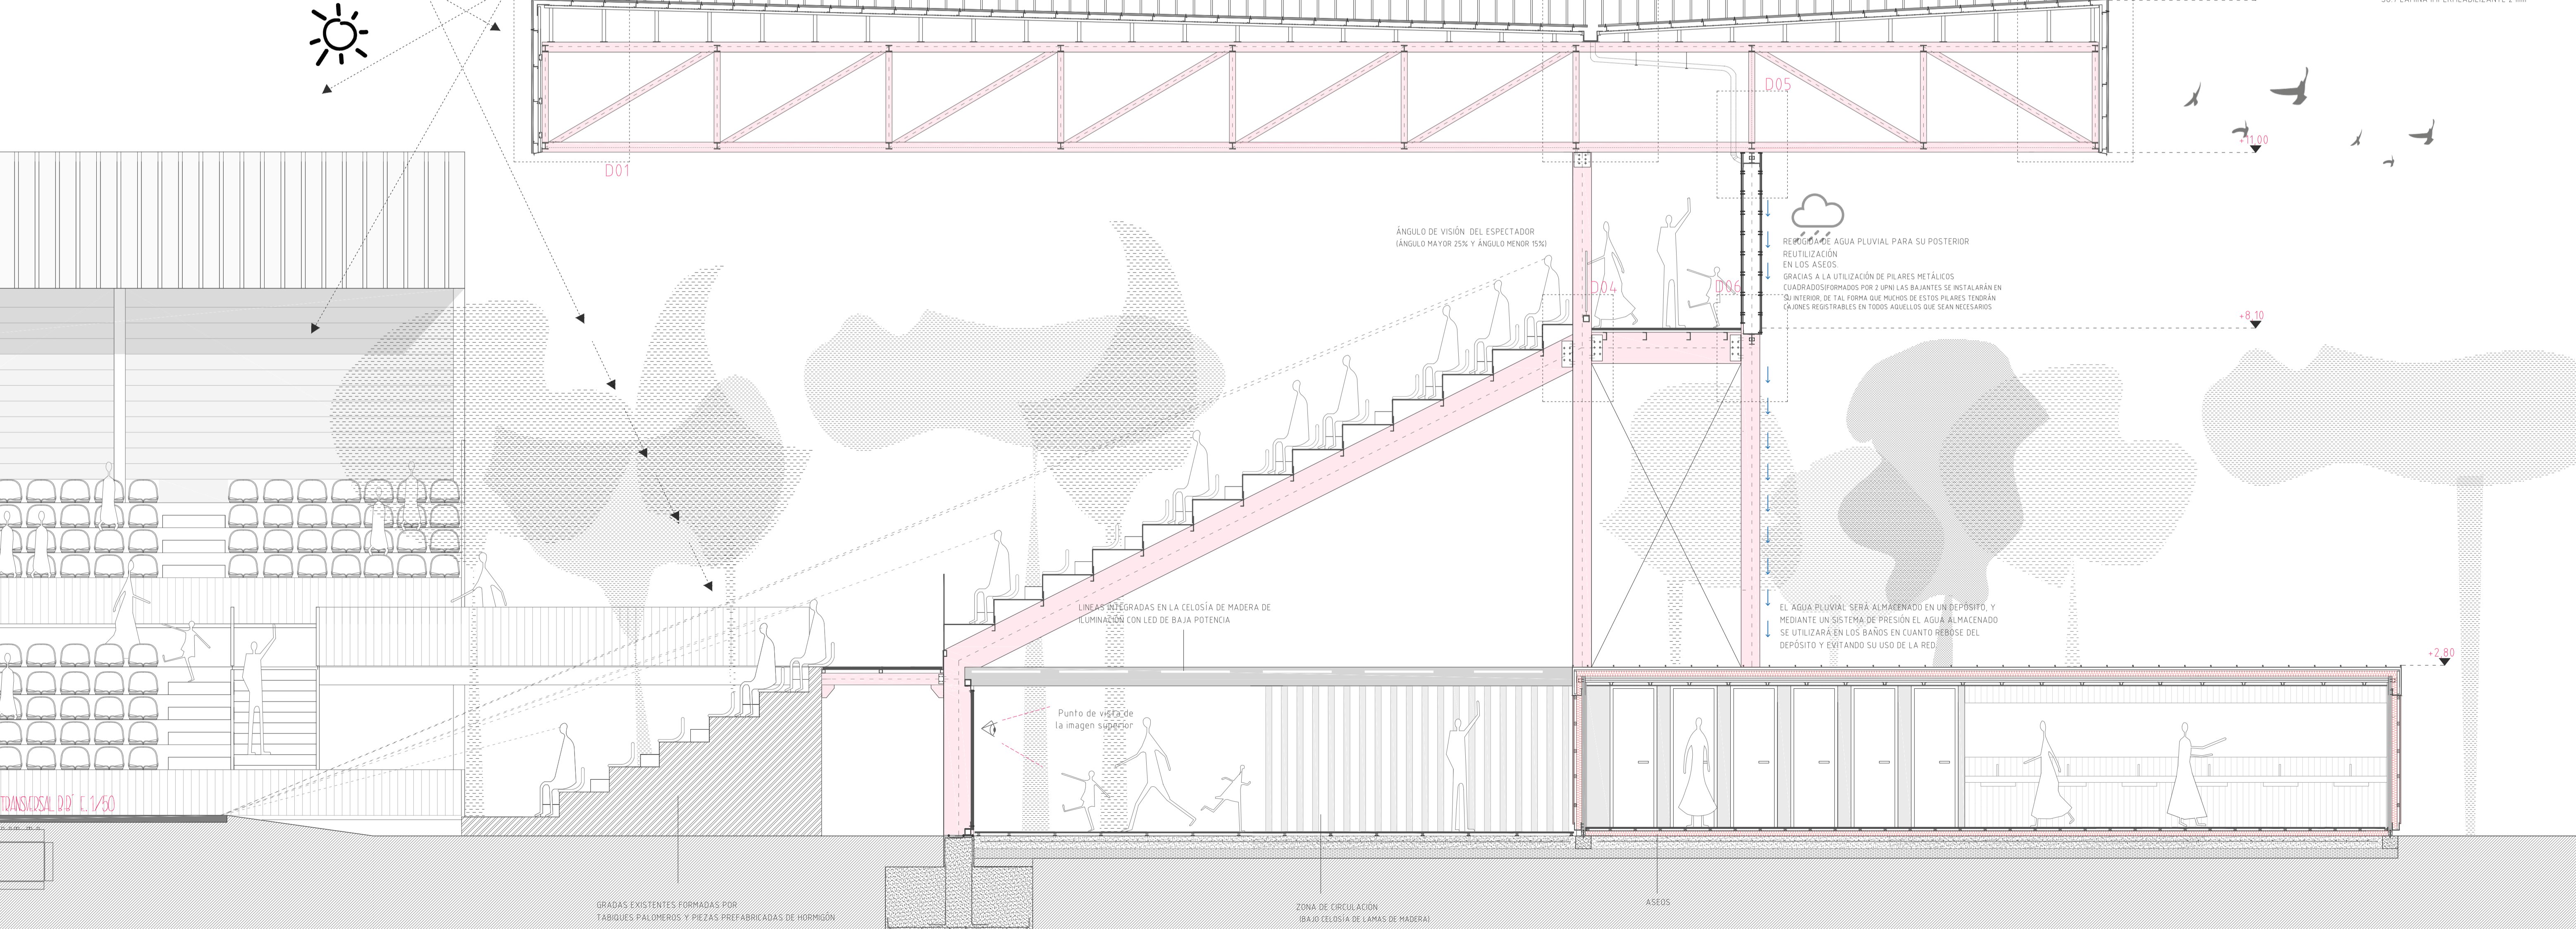 D01
D05
+11,00
ÁNGULO DE VISIÓN DEL ESPECTADOR
(ÁNGULO MAYOR 25% Y ÁNGULO MENOR 15%)
RECOGIDA DE AGUA PLUVIAL PARA SU POSTERIOR
REUTILIZACIÓN
EN LOS ASEOS.
GRACIAS A LA UTILIZACIÓN DE PILARES METÁLICOS
CUADRADOS(FORMADOS POR 2 UPN) LAS BAJANTES SE INSTALARÁN EN
SU INTERIOR, DE TAL FORMA QUE MUCHOS DE ESTOS PILARES TENDRÁN
CAJONES REGISTRABLES EN TODOS AQUELLOS QUE SEAN NECESARIOS
D04
D06
+8,10
LINEAS INTEGRADAS EN LA CELOSÍA DE MADERA DE
ILUMINACIÓN CON LED DE BAJA POTENCIA
EL AGUA PLUVIAL SERÁ ALMACENADO EN UN DEPÓSITO, Y
MEDIANTE UN SISTEMA DE PRESIÓN EL AGUA ALMACENADO
SE UTILIZARÁ EN LOS BAÑOS EN CUANTO REBOSE DEL
DEPÓSITO Y EVITANDO SU USO DE LA RED.
+2,80
Punto de vista de
la imagen superior
TRANSVERSAL B'B' E. 1/50
GRADAS EXISTENTES FORMADAS POR
TABIQUES PALOMEROS Y PIEZAS PREFABRICADAS DE HORMIGÓN
ZONA DE CIRCULACIÓN
(BAJO CELOSÍA DE LAMAS DE MADERA)
ASEOS